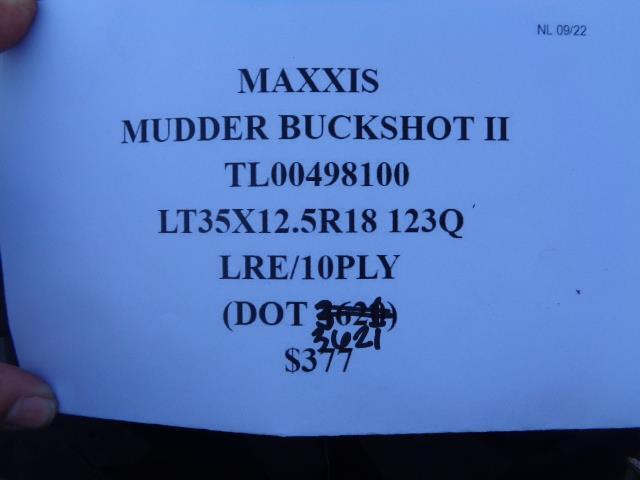 NL 09/22
MAXXIS
MUDDER BUCKSHOT II
TL00498100
LT35X12.5R18 123Q
LRE/10PLY
(DOT )
3621
$377